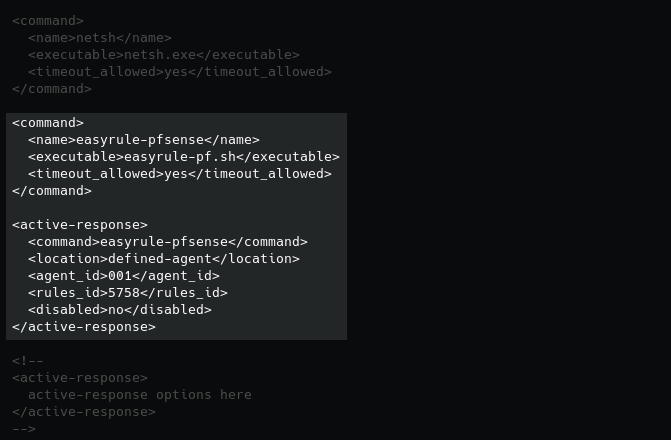 <command>
  <name>netsh</name>
  <executable>netsh.exe</executable>
  <timeout_allowed>yes</timeout_allowed>
</command>

<command>
  <name>easyrule-pfsense</name>
  <executable>easyrule-pf.sh</executable>
  <timeout_allowed>yes</timeout_allowed>
</command>

<active-response>
  <command>easyrule-pfsense</command>
  <location>defined-agent</location>
  <agent_id>001</agent_id>
  <rules_id>5758</rules_id>
  <disabled>no</disabled>
</active-response>

<!--
<active-response>
  active-response options here
</active-response>
-->